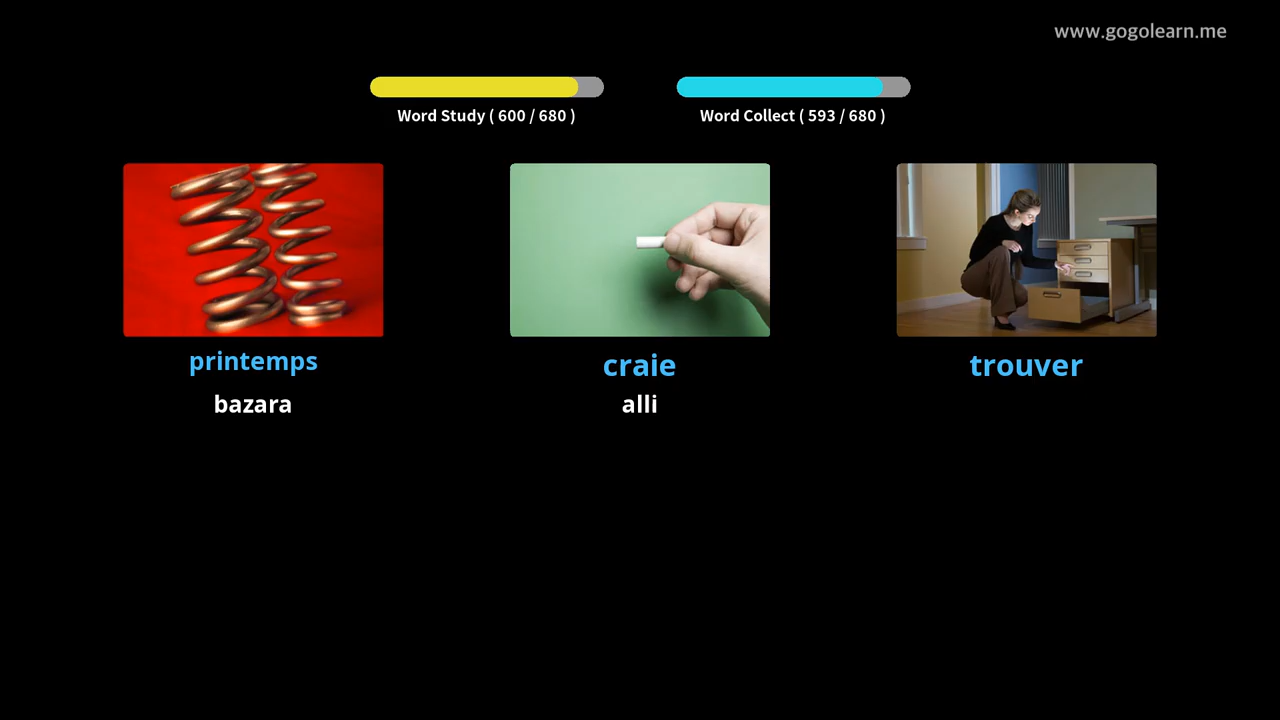 www.gogolearn.me
Word Study ( 600 / 680 )
Word Collect ( 593 / 680 )
printemps
craie
trouver
bazara
alli